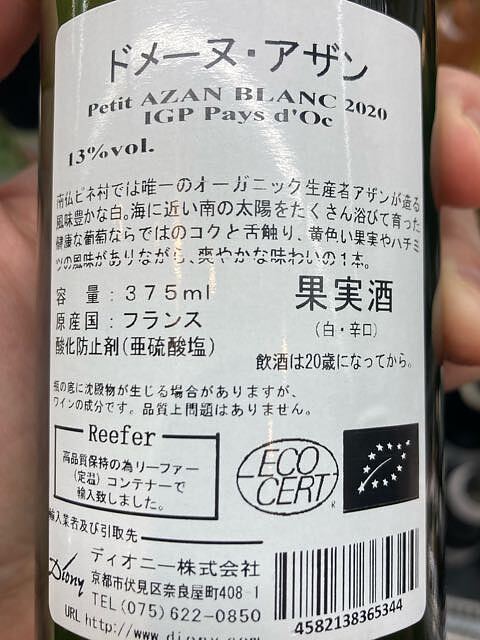 ドメーヌ・アザン
Petit AZAN BLANC 2020
IGP Pays d'Oc
13%vol.
南仏ピネ村では唯一のオーガニック生産者アザンが造る
風味豊かな白。海に近い南の太陽をたくさん浴びて育った
健康な葡萄ならではのコクと舌触り、黄色い果実やハチミ
ツの風味がありながら、爽やかな味わいの1本。
容 量：375ml
原産国：フランス
酸化防止剤(亜硫酸塩)
果実酒
(白・辛口)
飲酒は20歳になってから。
瓶の底に沈殿物が生じる場合がありますが、
ワインの成分です。品質上問題はありません。
Reefer
高品質保持の為リーファー
(定温)コンテナーで
輸入致しました。
ECO
CERT
®
輸入業者及び引取先
Diony
ディオニー株式会社
京都市伏見区奈良屋町408-1
TEL(075)622-0850
URL http://www.diony.com
4582138365344